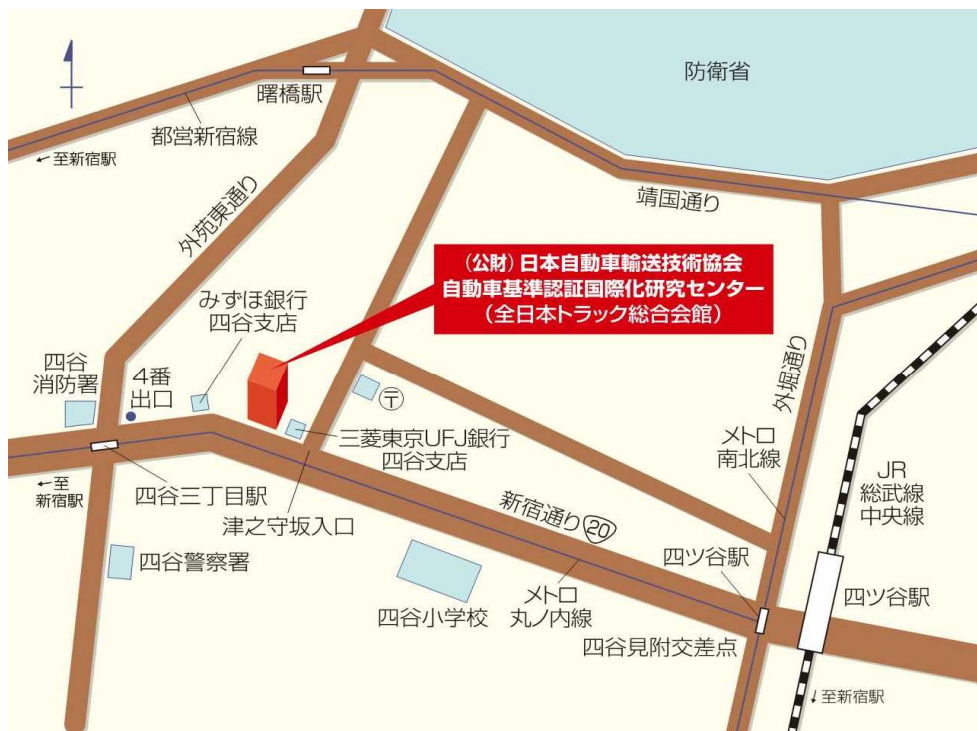 防衛省
曙橋駅
都営新宿線
←至新宿駅
外苑東通り
靖国通り
(公財)日本自動車輸送技術協会
自動車基準認証国際化研究センター
(全日本トラック総合会館)
みずほ銀行
四谷支店
四谷
消防署
4番
出口
〒
三菱東京UFJ銀行
四谷支店
外堀通り
メトロ
南北線
JR
総武線
中央線
←至
新宿駅
四谷三丁目駅
津之守坂入口
新宿通り
20
四谷警察署
四谷小学校
メトロ
丸ノ内線
四ツ谷駅
四ツ谷駅
四谷見附交差点
↓至新宿駅